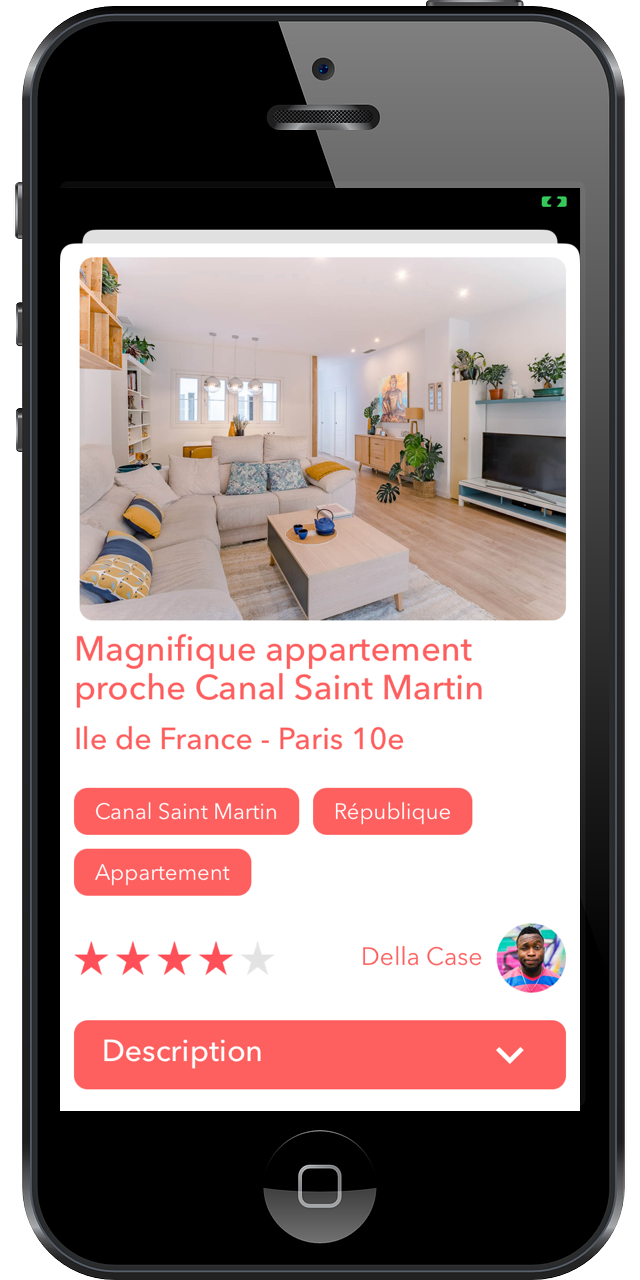 Magnifique appartement
proche Canal Saint Martin
Ile de France - Paris 10e
Canal Saint Martin
République
Appartement
Della Case
Description